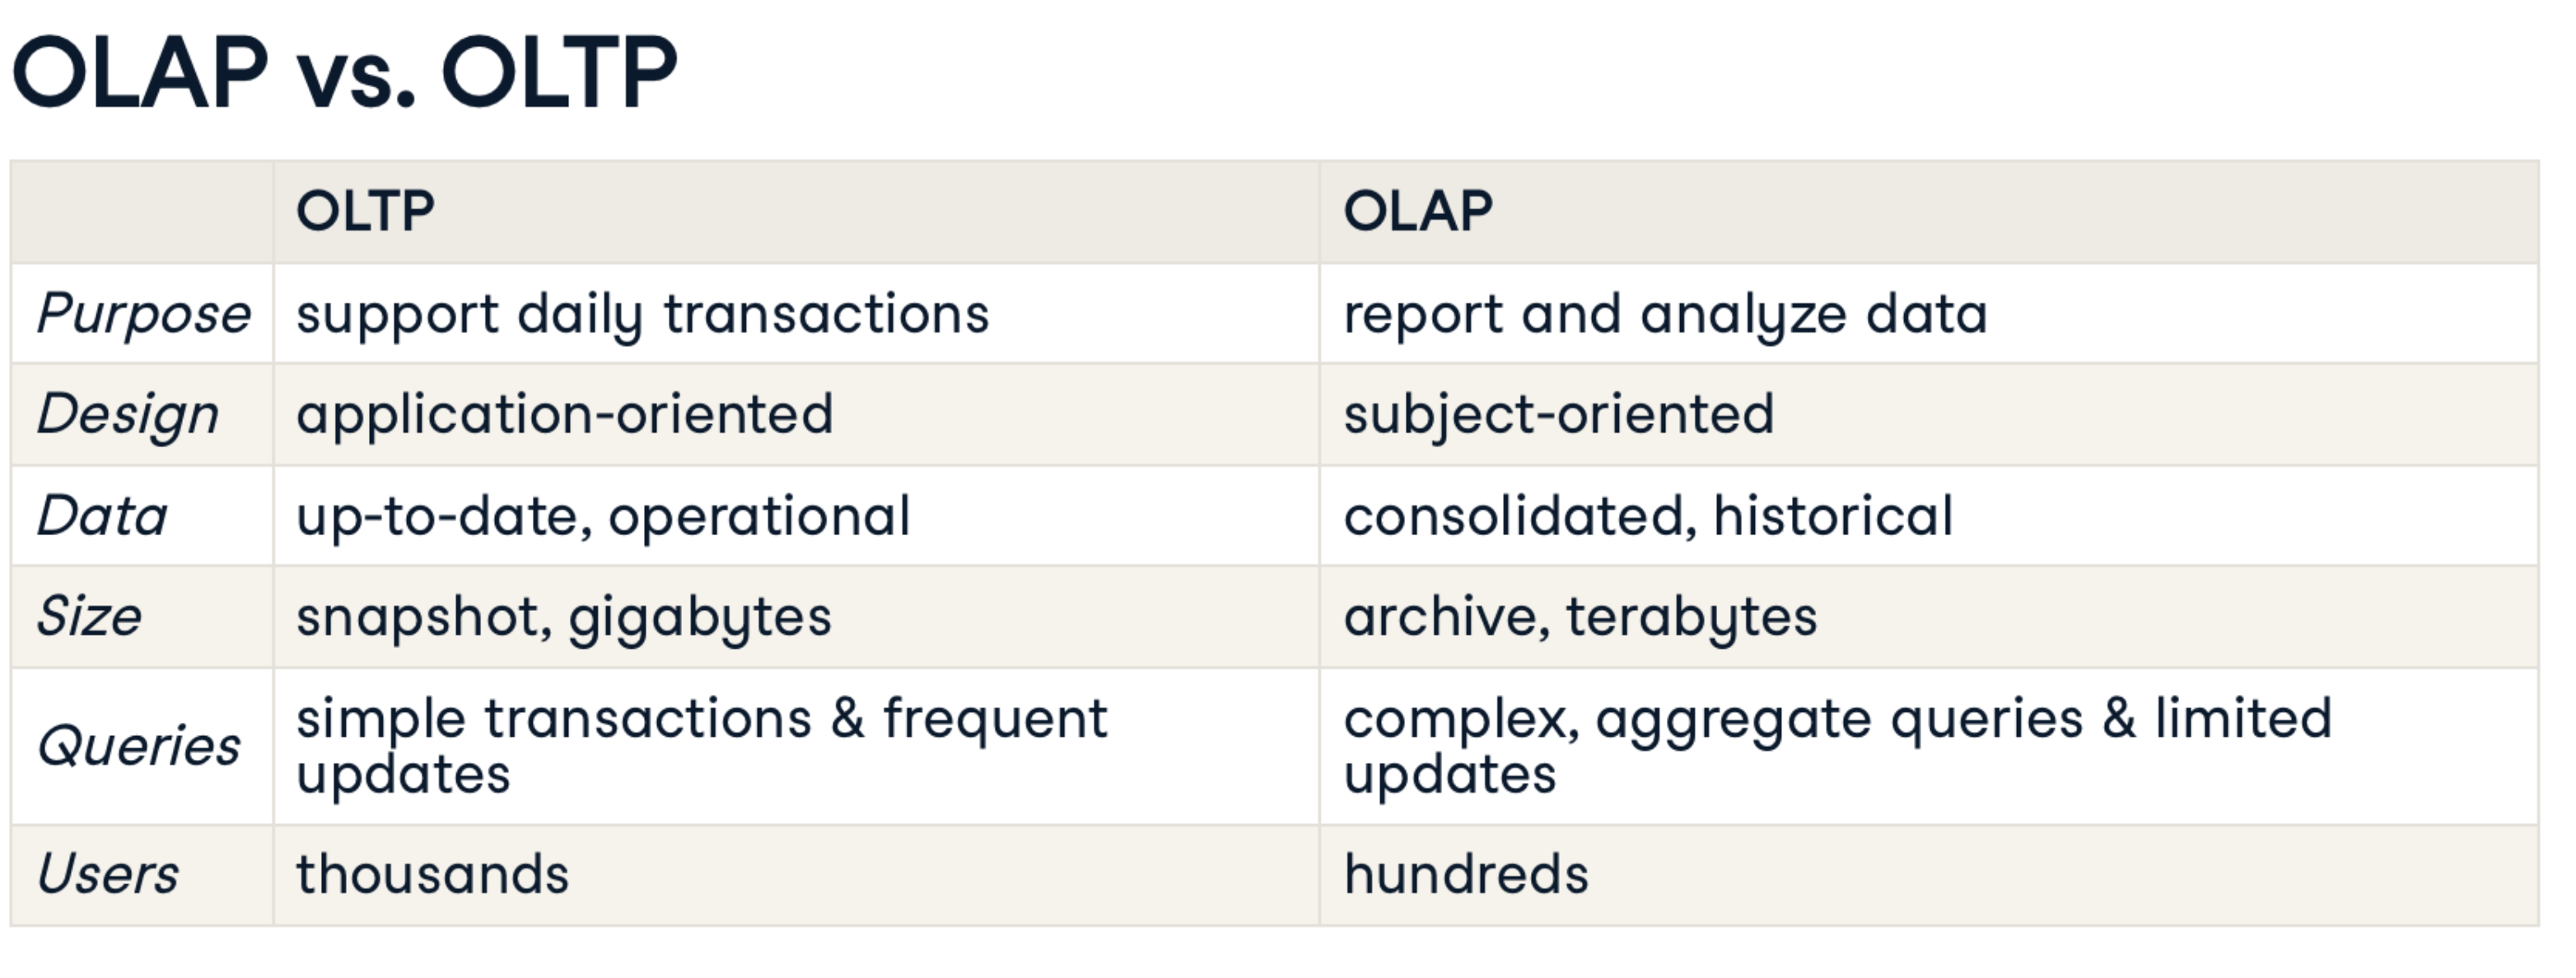 OLAP vs. OLTP
OLTP
OLAP
Purpose
support daily transactions
report and analyze data
Design
application-oriented
subject-oriented
Data
up-to-date, operational
consolidated, historical
Size
snapshot, gigabytes
archive, terabytes
Queries
simple transactions & frequent
updates
complex, aggregate queries & limited
updates
Users
thousands
hundreds